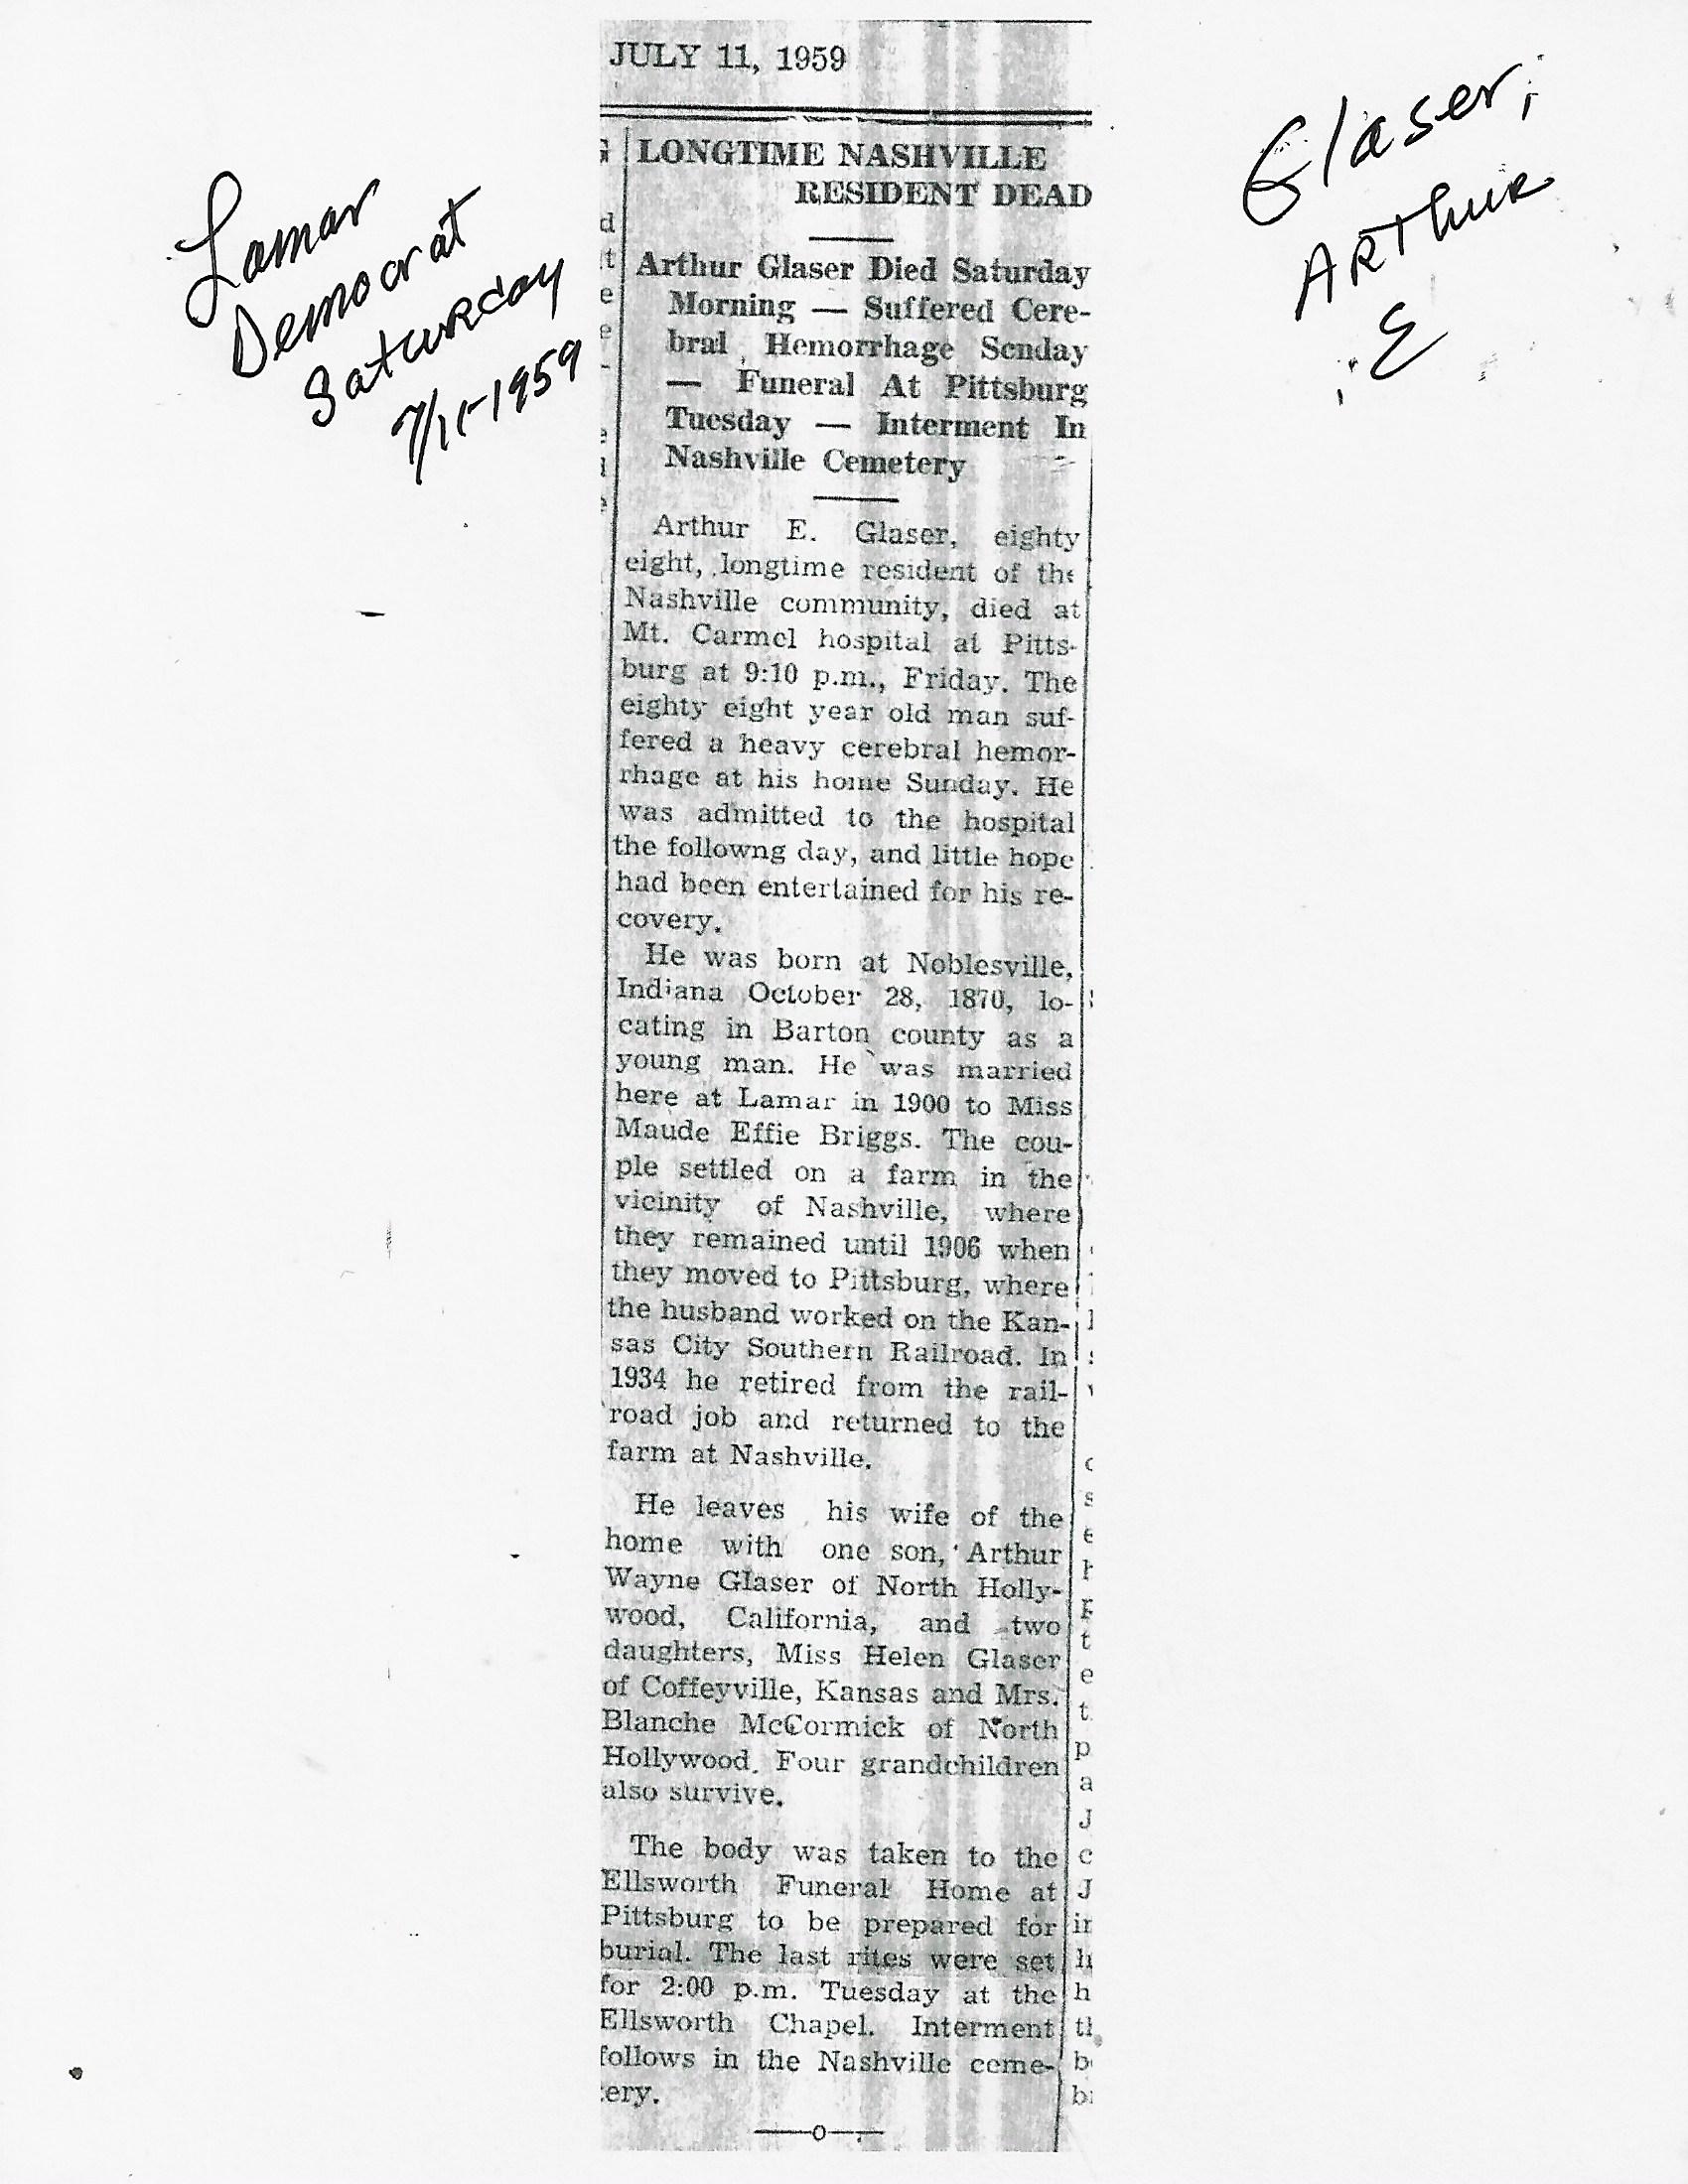 JULY 11, 1959
Lamar
Democrat
Saturday
7/11-1959
Glaser,
Arthur
E
LONGTIME NASHVILLE
RESIDENT DEAD
Arthur Glaser Died Saturday
Morning — Suffered Cere-
bral Hemorrhage Sunday
— Funeral At Pittsburg
Tuesday — Interment In
Nashville Cemetery
Arthur E. Glaser, eighty
eight, longtime resident of the
Nashville community, died at
Mt. Carmel hospital at Pitts-
burg at 9:10 p.m., Friday. The
eighty eight year old man suf-
fered a heavy cerebral hemor-
rhage at his home Sunday. He
was admitted to the hospital
the followng day, and little hope
had been entertained for his re-
covery.
He was born at Noblesville,
Indiana October 28, 1870, lo-
cating in Barton county as a
young man. He was married
here at Lamar in 1900 to Miss
Maude Effie Briggs. The cou-
ple settled on a farm in the
vicinity of Nashville, where
they remained until 1906 when
they moved to Pittsburg, where
the husband worked on the Kan-
sas City Southern Railroad. In
1934 he retired from the rail-
road job and returned to the
farm at Nashville.
He leaves his wife of the
home with one son, Arthur
Wayne Glaser of North Holly-
wood, California, and two
daughters, Miss Helen Glaser
of Coffeyville, Kansas and Mrs.
Blanche McCormick of North
Hollywood. Four grandchildren
also survive.
The body was taken to the
Ellsworth Funeral Home at
Pittsburg to be prepared for
burial. The last rites were set
for 2:00 p.m. Tuesday at the
Ellsworth Chapel. Interment
follows in the Nashville ceme-
tery.
——o——